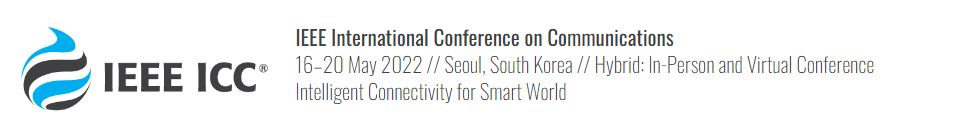 IEEE ICC®
IEEE International Conference on Communications
16–20 May 2022 // Seoul, South Korea // Hybrid: In-Person and Virtual Conference
Intelligent Connectivity for Smart World